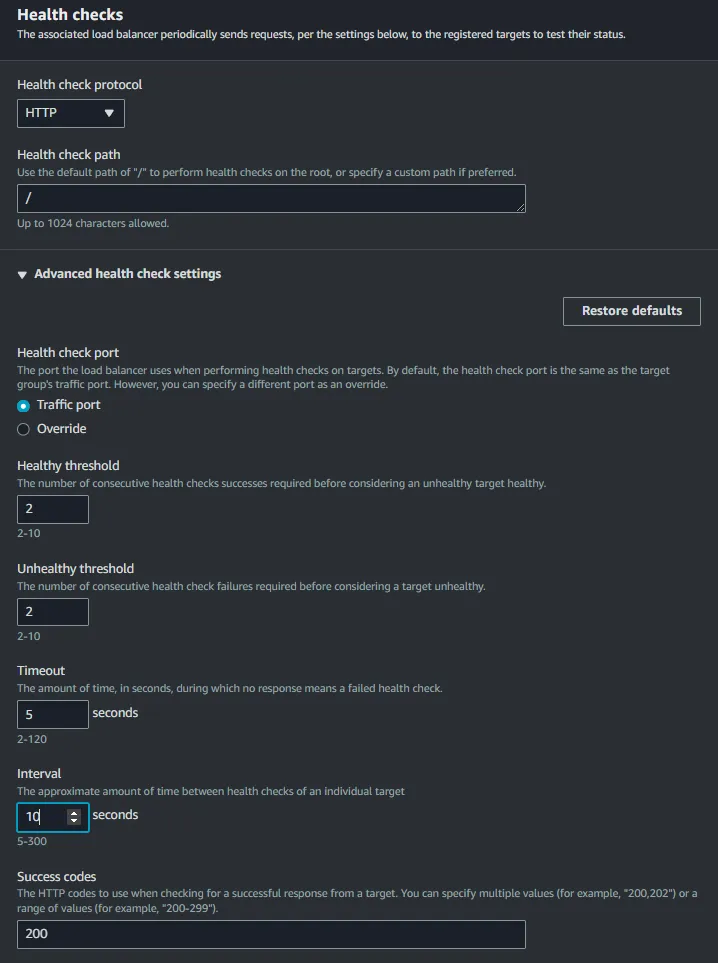 Health checks
The associated load balancer periodically sends requests, per the settings below, to the registered targets to test their status.
Health check protocol
HTTP
Health check path
Use the default path of "/" to perform health checks on the root, or specify a custom path if preferred.
/
Up to 1024 characters allowed.
Advanced health check settings
Restore defaults
Health check port
The port the load balancer uses when performing health checks on targets. By default, the health check port is the same as the target
group's traffic port. However, you can specify a different port as an override.
Traffic port
Override
Healthy threshold
The number of consecutive health checks successes required before considering an unhealthy target healthy.
2
2-10
Unhealthy threshold
The number of consecutive health check failures required before considering a target unhealthy.
2
2-10
Timeout
The amount of time, in seconds, during which no response means a failed health check.
5 seconds
2-120
Interval
The approximate amount of time between health checks of an individual target
10 seconds
5-300
Success codes
The HTTP codes to use when checking for a successful response from a target. You can specify multiple values (for example, "200,202") or a
range of values (for example, "200-299").
200